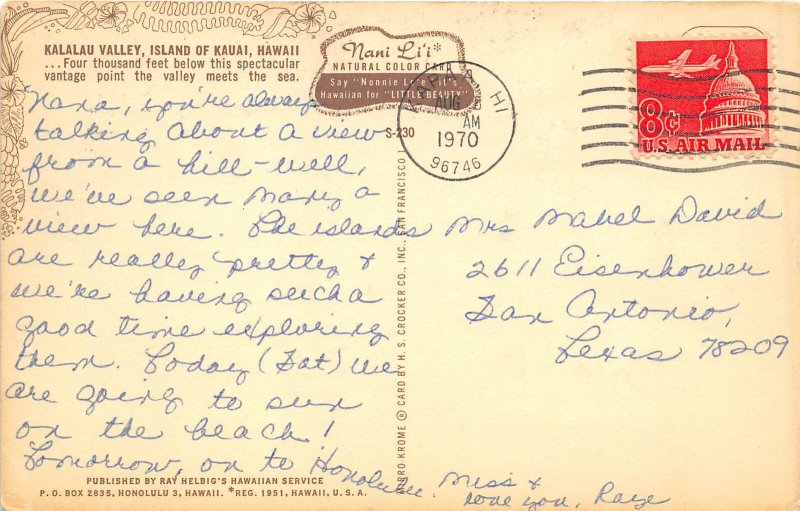 KALALAU VALLEY, ISLAND OF KAUAI, HAWAII
...Four thousand feet below this spectacular
vantage point the valley meets the sea.
Nani Li'i*
NATURAL COLOR CARD
Say "Nonnie Lee Ee's"
Hawaiian for "LITTLE BEAUTY"
S-230
KAPAA HI
AUG
AM
1970
96746
8¢
U.S. AIR MAIL
Nana, you're always
talking about a view
from a hill-well,
we've seen many a
view here. The islands
are really pretty &
we're having such a
good time exploring
them. Today (Sat) we
are going to sun
on the beach!
Tomorrow, on to Honolulu.
Miss &
love you,
Mrs Mabel David
2611 Eisenhower
San Antonio,
Texas 78209
MIRRO-KROME ® CARD BY H. S. CROCKER CO., INC., SAN FRANCISCO
PUBLISHED BY RAY HELBIG'S HAWAIIAN SERVICE
P. O. BOX 2835, HONOLULU 3, HAWAII. *REG. 1951, HAWAII, U.S.A.